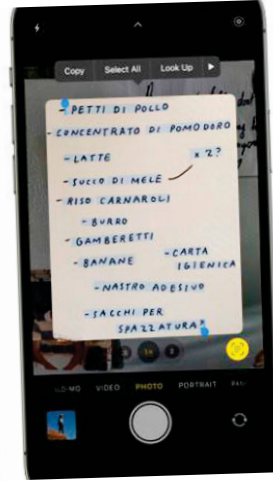 Copy Select All Look Up
- PETTI DI POLLO
- CONCENTRATO DI POMODORO
- LATTE
x 2?
- SUCCO DI MELE
- RISO CARNAROLI
- BURRO
- GAMBERETTI
- BANANE
- CARTA
IGIENICA
- NASTRO ADESIVO
- SACCHI PER
SPAZZATURA*
VIDEO PHOTO PORTRAIT